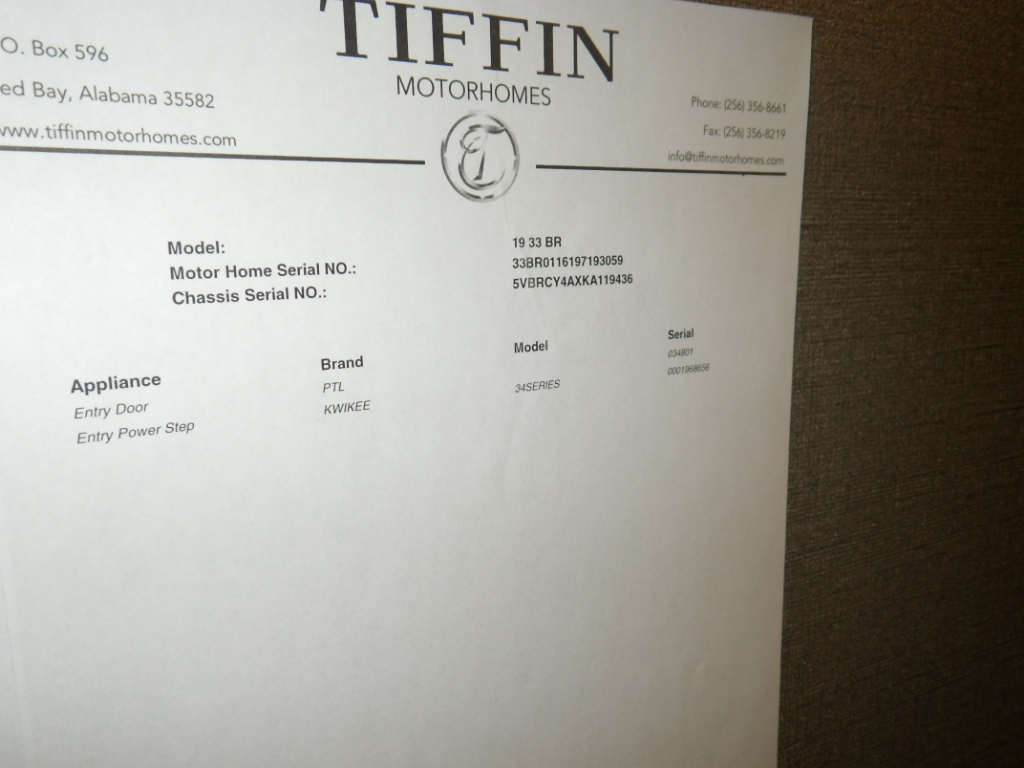 TIFFIN
MOTORHOMES
O. Box 596
ed Bay, Alabama 35582
www.tiffinmotorhomes.com
Phone: (256) 356-8661
Fax: (256) 356-8219
info@tiffinmotorhomes.com
Model: 19 33 BR
Motor Home Serial NO.: 33BR0116197193059
Chassis Serial NO.: 5VBRCY4AXKA119436
Appliance Brand Model Serial
Entry Door PTL 034801
Entry Power Step KWIKEE 34SERIES 0001968656